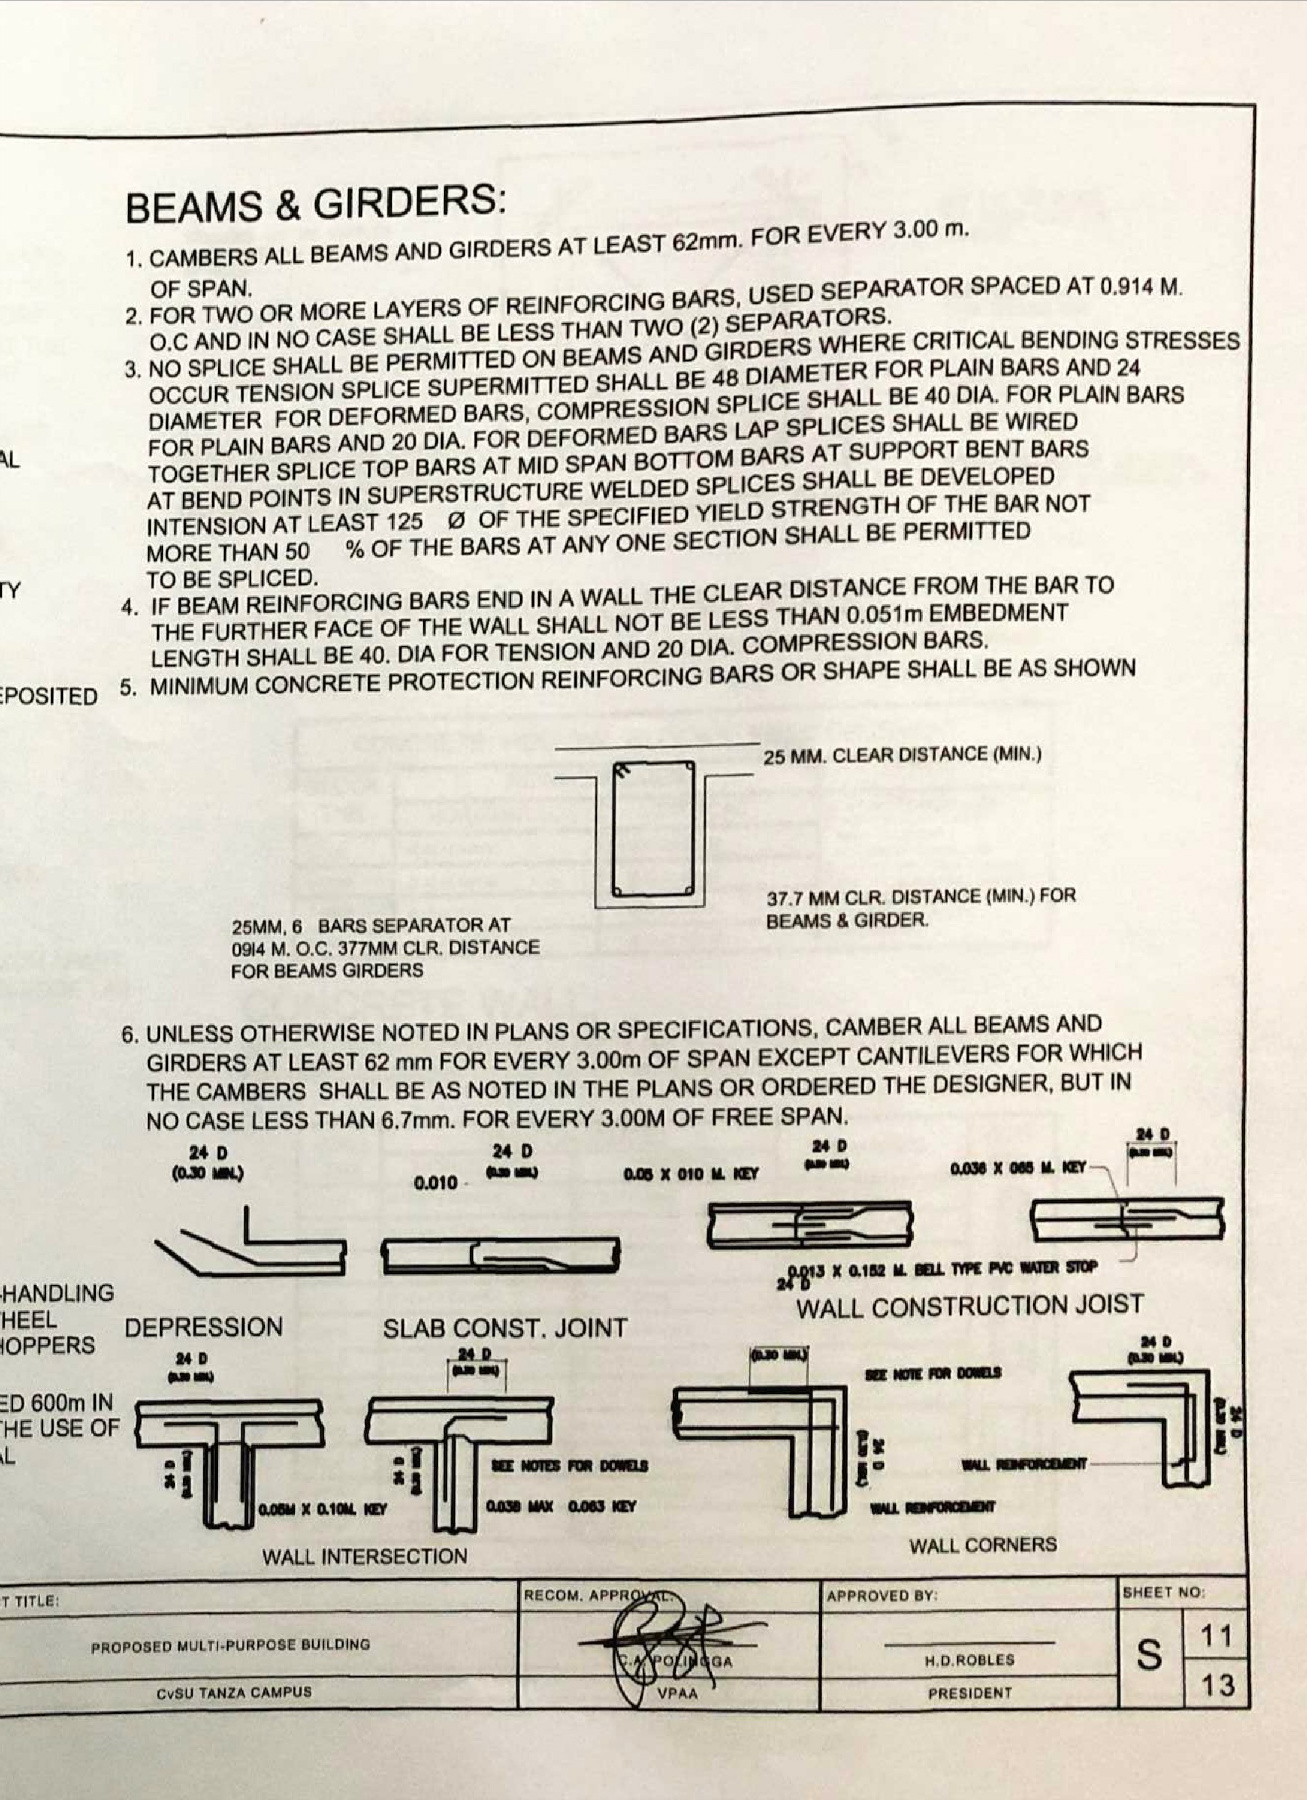 BEAMS & GIRDERS:
1. CAMBERS ALL BEAMS AND GIRDERS AT LEAST 62mm. FOR EVERY 3.00 m.
OF SPAN.
2. FOR TWO OR MORE LAYERS OF REINFORCING BARS, USED SEPARATOR SPACED AT 0.914 M.
O.C AND IN NO CASE SHALL BE LESS THAN TWO (2) SEPARATORS.
3. NO SPLICE SHALL BE PERMITTED ON BEAMS AND GIRDERS WHERE CRITICAL BENDING STRESSES
OCCUR TENSION SPLICE SUPERMITTED SHALL BE 48 DIAMETER FOR PLAIN BARS AND 24
DIAMETER FOR DEFORMED BARS, COMPRESSION SPLICE SHALL BE 40 DIA. FOR PLAIN BARS
FOR PLAIN BARS AND 20 DIA. FOR DEFORMED BARS LAP SPLICES SHALL BE WIRED
TOGETHER SPLICE TOP BARS AT MID SPAN BOTTOM BARS AT SUPPORT BENT BARS
AT BEND POINTS IN SUPERSTRUCTURE WELDED SPLICES SHALL BE DEVELOPED
INTENSION AT LEAST 125 Ø OF THE SPECIFIED YIELD STRENGTH OF THE BAR NOT
MORE THAN 50 % OF THE BARS AT ANY ONE SECTION SHALL BE PERMITTED
TO BE SPLICED.
4. IF BEAM REINFORCING BARS END IN A WALL THE CLEAR DISTANCE FROM THE BAR TO
THE FURTHER FACE OF THE WALL SHALL NOT BE LESS THAN 0.051m EMBEDMENT
LENGTH SHALL BE 40. DIA FOR TENSION AND 20 DIA. COMPRESSION BARS.
5. MINIMUM CONCRETE PROTECTION REINFORCING BARS OR SHAPE SHALL BE AS SHOWN
AL
TY
EPOSITED
25 MM. CLEAR DISTANCE (MIN.)
37.7 MM CLR. DISTANCE (MIN.) FOR
BEAMS & GIRDER.
25MM, 6 BARS SEPARATOR AT
09I4 M. O.C. 377MM CLR. DISTANCE
FOR BEAMS GIRDERS
6. UNLESS OTHERWISE NOTED IN PLANS OR SPECIFICATIONS, CAMBER ALL BEAMS AND
GIRDERS AT LEAST 62 mm FOR EVERY 3.00m OF SPAN EXCEPT CANTILEVERS FOR WHICH
THE CAMBERS SHALL BE AS NOTED IN THE PLANS OR ORDERED THE DESIGNER, BUT IN
NO CASE LESS THAN 6.7mm. FOR EVERY 3.00M OF FREE SPAN.
24 D
(0.30 MIN.)
DEPRESSION
24 D
(0.30 MIN.)
0.010
SLAB CONST. JOINT
0.05 X 010 M. KEY
24 D
(0.30 MIN.)
0.036 X 065 M. KEY
24 D
(0.30 MIN.)
0.013 X 0.152 M. BELL TYPE PVC WATER STOP
24 D
WALL CONSTRUCTION JOIST
-HANDLING
HEEL
HOPPERS
ED 600m IN
THE USE OF
AL
24 D
(0.30 MIN.)
24 D
(0.30 MIN.)
0.05M X 0.10M. KEY
24 D
(0.30 MIN.)
24 D
(0.30 MIN.)
SEE NOTES FOR DOWELS
0.038 MAX 0.063 KEY
WALL INTERSECTION
(0.30 MIN.)
SEE NOTE FOR DOWELS
24 D
(0.30 MIN.)
WALL REINFORCEMENT
24 D
(0.30 MIN.)
24 D
(0.30 MIN.)
WALL REINFORCEMENT
WALL CORNERS
T TITLE:
PROPOSED MULTI-PURPOSE BUILDING
CvSU TANZA CAMPUS
RECOM. APPROVAL:
C.A. POLINGGA
VPAA
APPROVED BY:
H.D.ROBLES
PRESIDENT
SHEET NO:
S
11
13